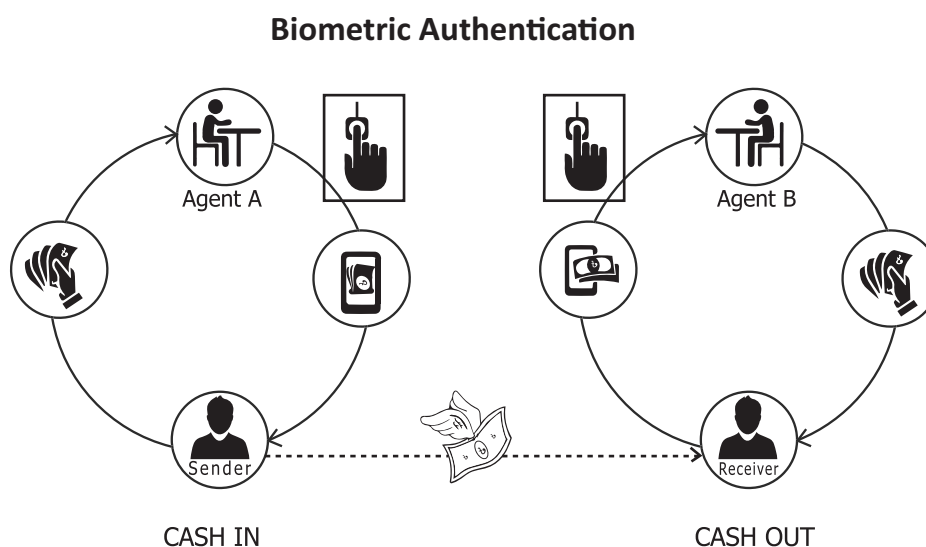 Biometric Authentication
Agent A
Agent B
৳
৳
৳
৳
৳
৳
৳
Sender
Receiver
CASH IN
CASH OUT